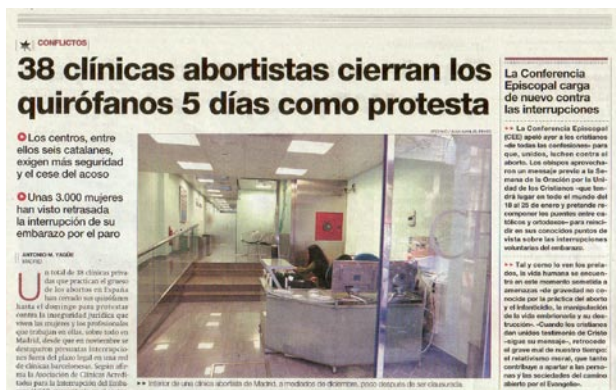 CONFLICTOS
38 clínicas abortistas cierran los
quirófanos 5 días como protesta
Los centros, entre
ellos seis catalanes,
exigen más seguridad
y el cese del acoso
Unas 3.000 mujeres
han visto retrasada
la interrupción de su
embarazo por el paro
ANTONIO M. YAGÜE
MADRID
Un total de 38 clínicas priva-
das que practican el grueso
de los abortos en España
han cerrado sus quirófanos
hasta el domingo para protestar
contra la inseguridad jurídica que
viven las mujeres y los profesionales
que trabajan en ellas, sobre todo en
Madrid, desde que en noviembre se
destaparon presuntas interrupcio-
nes fuera del plazo legal en una red
de clínicas barcelonesas. Según afir-
ma la Asociación de Clínicas Acredi-
tadas para la Interrupción del Emba-
Interior de una clínica abortista de Madrid, a mediados de diciembre, poco después de ser clausurada.
La Conferencia
Episcopal carga
de nuevo contra
las interrupciones
La Conferencia Episcopal
(CEE) apeló ayer a los cristianos
«de todas las confesiones» para
que, unidos, luchen contra el
aborto. Los obispos aprovecha-
ron un mensaje previo a la Se-
mana de la Oración por la Uni-
dad de los Cristianos –que ten-
drá lugar en todo el mundo del
18 al 25 de enero y pretende re-
componer los puentes entre ca-
tólicos y ortodoxos– para reinci-
dir en sus conocidos puntos de
vista sobre las interrupciones
voluntarias del embarazo.
Tal y como lo ven los prela-
dos, la vida humana se encuen-
tra en este momento sometida a
amenazas «de gravedad no co-
nocida por la práctica del aborto
y el infanticidio, la manipulación
de la vida embrionaria y su des-
trucción». «Cuando los cristianos
dan unidos testimonio de Cristo
–sigue su mensaje–, retrocede
el grave mal de nuestro tiempo:
el relativismo moral, que tanto
contribuye a apartar a las perso-
nas y las sociedades del camino
abierto por el Evangelio».